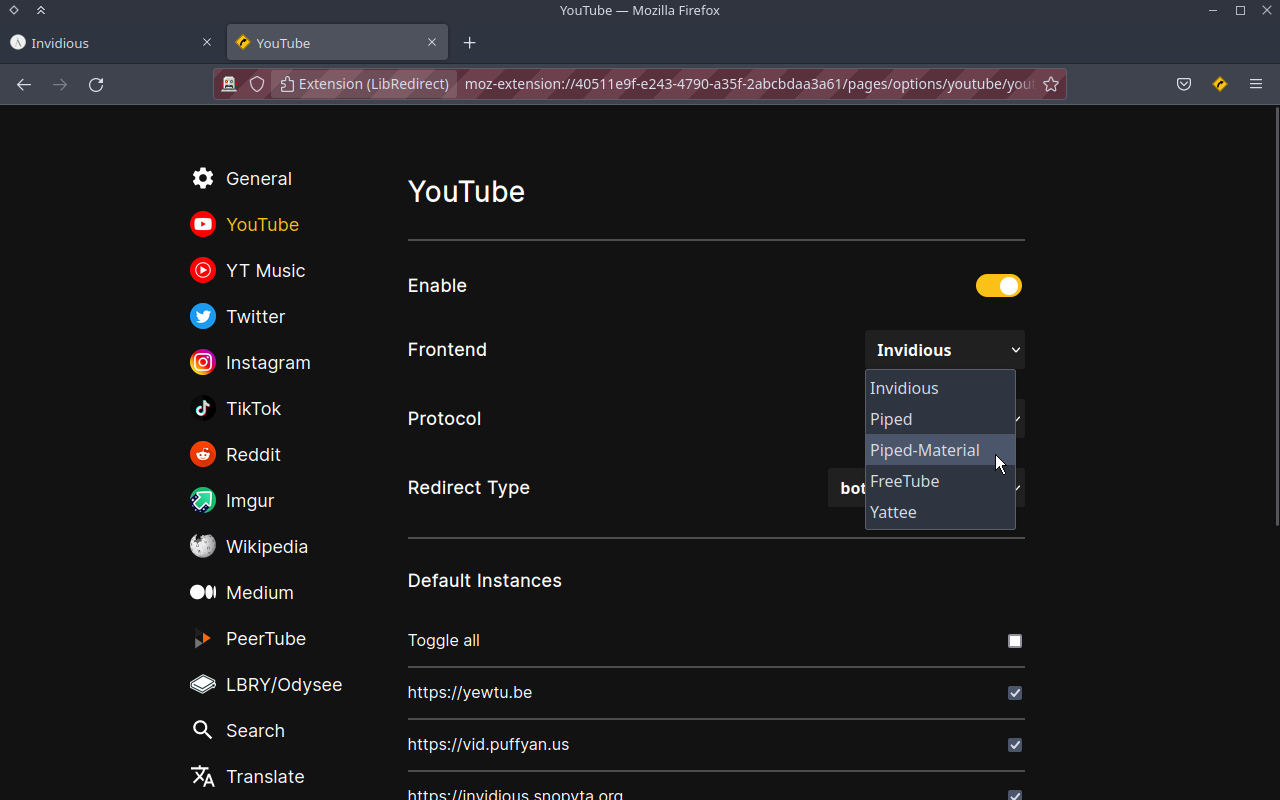 YouTube — Mozilla Firefox
Invidious
YouTube
Extension (LibRedirect)
moz-extension://40511e9f-e243-4790-a35f-2abcbdaa3a61/pages/options/youtube/yout
General
YouTube
YT Music
Twitter
Instagram
TikTok
Reddit
Imgur
Wikipedia
Medium
PeerTube
LBRY/Odysee
Search
Translate
YouTube
Enable
Frontend
Invidious
Invidious
Piped
Piped-Material
FreeTube
Yattee
Protocol
Redirect Type
bot
Default Instances
Toggle all
https://yewtu.be
https://vid.puffyan.us
https://invidious.snopyta.org